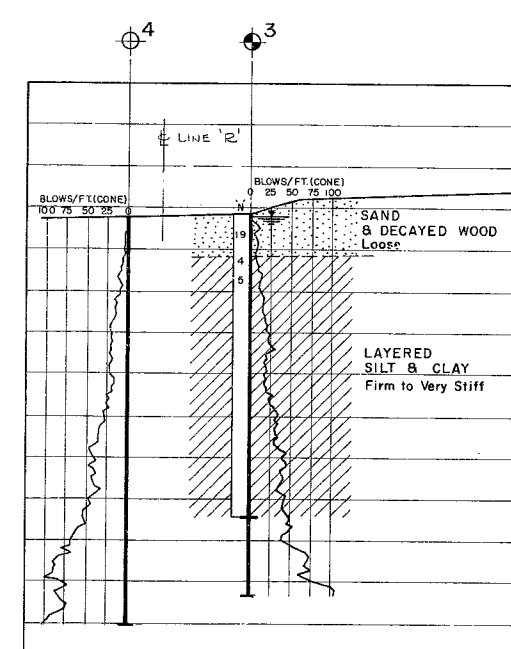 4 3
℄ LINE 'R'
BLOWS/FT.(CONE)
100 75 50 25 0
BLOWS/FT.(CONE)
0 25 50 75 100
N
19
4
5
SAND
& DECAYED WOOD
Loose
LAYERED
SILT & CLAY
Firm to Very Stiff